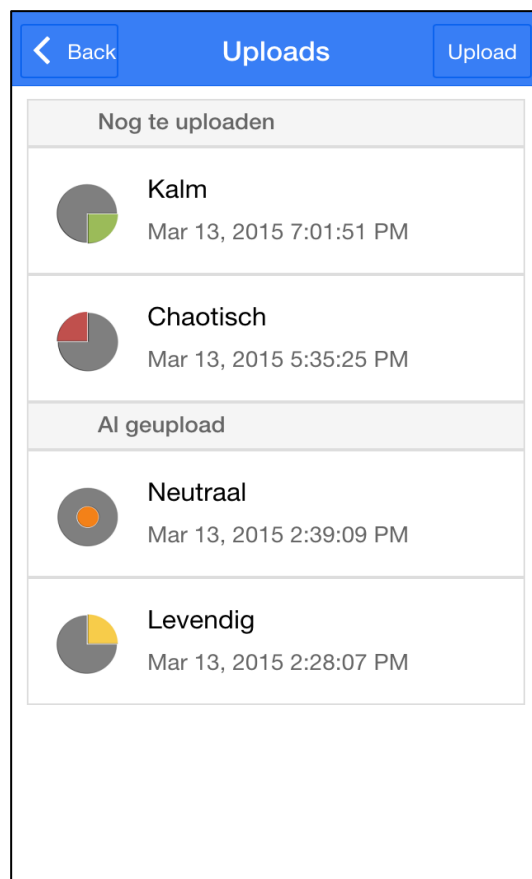 Back Uploads Upload
Nog te uploaden
Kalm
Mar 13, 2015 7:01:51 PM
Chaotisch
Mar 13, 2015 5:35:25 PM
Al geupload
Neutraal
Mar 13, 2015 2:39:09 PM
Levendig
Mar 13, 2015 2:28:07 PM